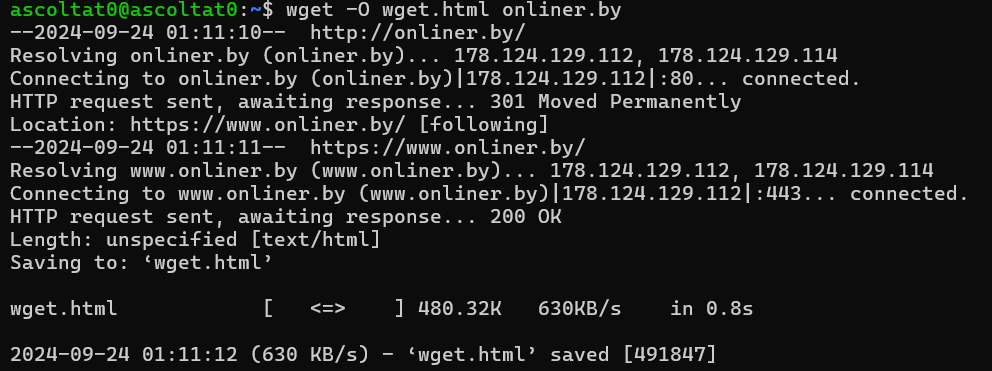 ascoltat0@ascoltat0:~$ wget -O wget.html onliner.by
--2024-09-24 01:11:10--  http://onliner.by/
Resolving onliner.by (onliner.by)... 178.124.129.112, 178.124.129.114
Connecting to onliner.by (onliner.by)|178.124.129.112|:80... connected.
HTTP request sent, awaiting response... 301 Moved Permanently
Location: https://www.onliner.by/ [following]
--2024-09-24 01:11:11--  https://www.onliner.by/
Resolving www.onliner.by (www.onliner.by)... 178.124.129.112, 178.124.129.114
Connecting to www.onliner.by (www.onliner.by)|178.124.129.112|:443... connected.
HTTP request sent, awaiting response... 200 OK
Length: unspecified [text/html]
Saving to: ‘wget.html’

wget.html            [   <=>    ] 480.32K   630KB/s    in 0.8s

2024-09-24 01:11:12 (630 KB/s) - ‘wget.html’ saved [491847]